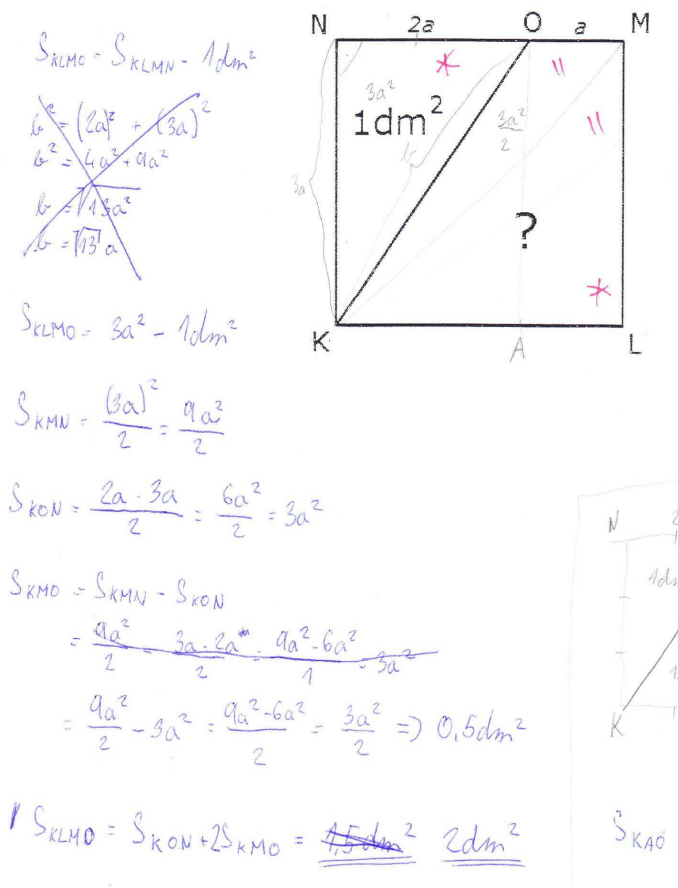 S_KLMO = S_KLMN - 1dm²
b² = (2a)² + (3a)²
b² = 4a² + 9a²
b = √13a²
b = √13 a
S_KLMO = 3a² - 1dm²
S_KMN = (3a)²/2 = 9a²/2
S_KON = 2a · 3a/2 = 6a²/2 = 3a²
S_KMO = S_KMN - S_KON
= 9a²/2 - 3a · 2a/2 = 9a² - 6a²/1 = 3a²
= 9a²/2 - 3a² = 9a² - 6a²/2 = 3a²/2 => 0,5dm²
S_KLMO = S_KON + 2S_KMO = 1,5dm² 2dm²
N 2a O a M
3a²
1dm²
3a²/2
b
3a
?
K A L
N 2
1dm
1
K
S_KAO